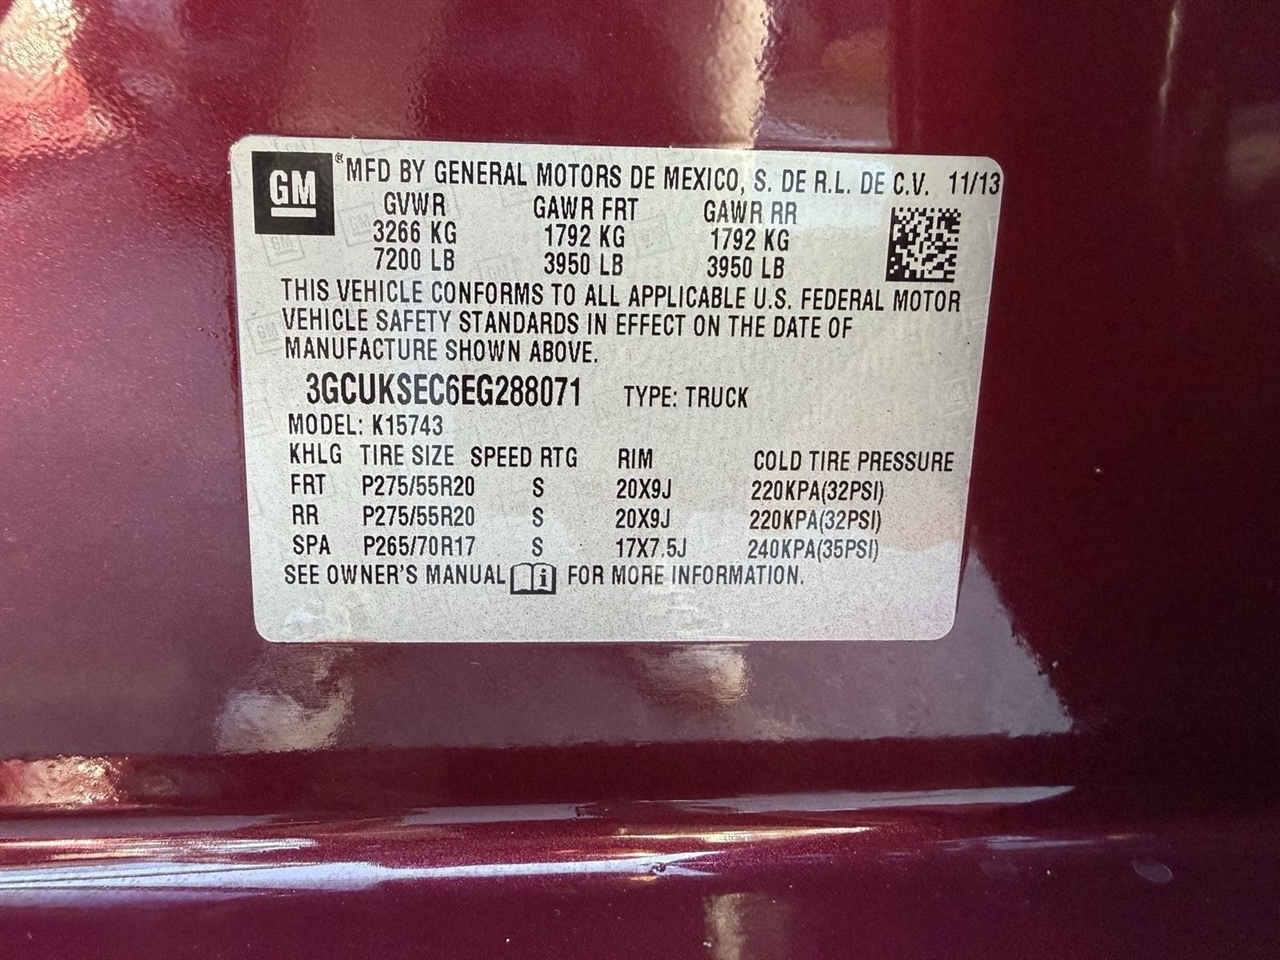 GM ® MFD BY GENERAL MOTORS DE MEXICO, S. DE R.L. DE C.V. 11/13
GVWR GAWR FRT GAWR RR
3266 KG 1792 KG 1792 KG
7200 LB 3950 LB 3950 LB
THIS VEHICLE CONFORMS TO ALL APPLICABLE U.S. FEDERAL MOTOR
VEHICLE SAFETY STANDARDS IN EFFECT ON THE DATE OF
MANUFACTURE SHOWN ABOVE.
3GCUKSEC6EG288071 TYPE: TRUCK
MODEL: K15743
KHLG TIRE SIZE SPEED RTG RIM COLD TIRE PRESSURE
FRT P275/55R20 S 20X9J 220KPA(32PSI)
RR P275/55R20 S 20X9J 220KPA(32PSI)
SPA P265/70R17 S 17X7.5J 240KPA(35PSI)
SEE OWNER'S MANUAL FOR MORE INFORMATION.